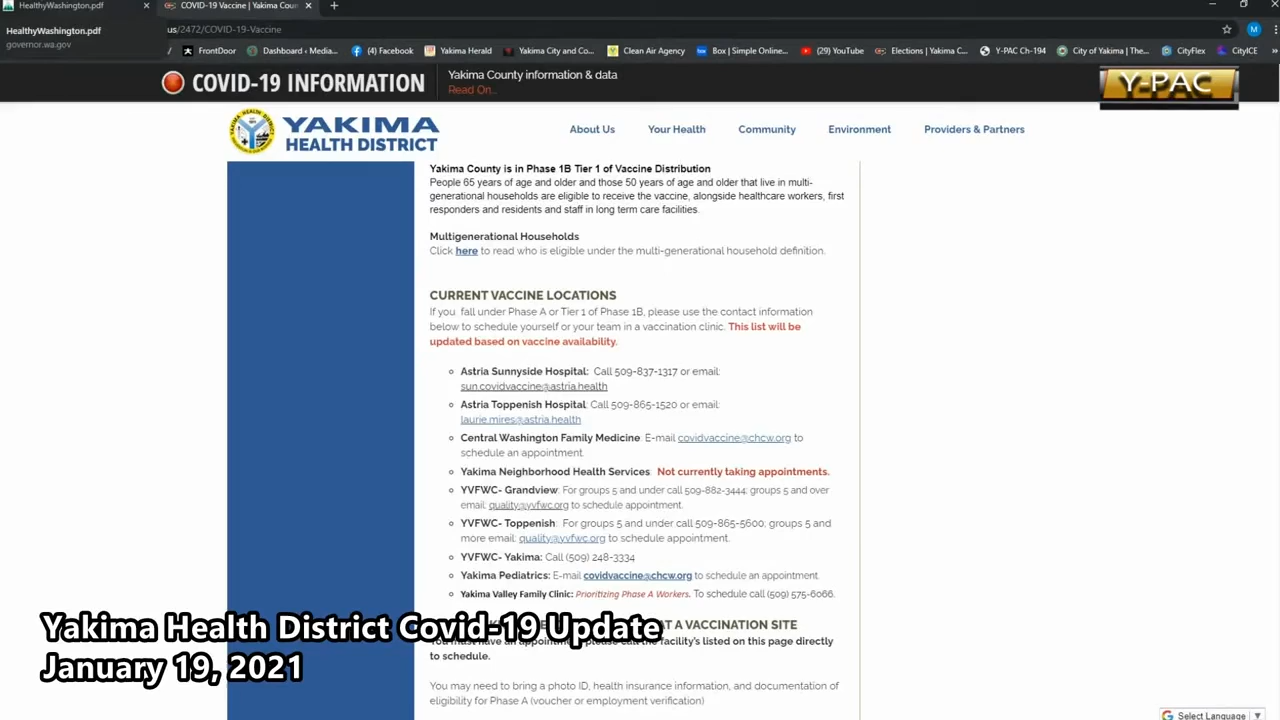 HealthyWashington.pdf
COVID-19 Vaccine | Yakima Coun
HealthyWashington.pdf
governor.wa.gov
us/2472/COVID-19-Vaccine
FrontDoor
Dashboard ‹ Media...
(4) Facebook
Yakima Herald
Yakima City and Co...
Clean Air Agency
Box | Simple Online...
(29) YouTube
Elections | Yakima C...
Y-PAC Ch-194
City of Yakima | The...
CityFlex
CityICE
COVID-19 INFORMATION
Yakima County information & data
Read On...
Y-PAC
YAKIMA
HEALTH DISTRICT
About Us
Your Health
Community
Environment
Providers & Partners
Yakima County is in Phase 1B Tier 1 of Vaccine Distribution
People 65 years of age and older and those 50 years of age and older that live in multi-
generational households are eligible to receive the vaccine, alongside healthcare workers, first
responders and residents and staff in long term care facilities.
Multigenerational Households
Click here to read who is eligible under the multi-generational household definition.
CURRENT VACCINE LOCATIONS
If you fall under Phase A or Tier 1 of Phase 1B, please use the contact information
below to schedule yourself or your team in a vaccination clinic. This list will be
updated based on vaccine availability.
Astria Sunnyside Hospital: Call 509-837-1317 or email:
sun.covidvaccine@astria.health
Astria Toppenish Hospital: Call 509-865-1520 or email:
laurie.mires@astria.health
Central Washington Family Medicine: E-mail covidvaccine@chcw.org to
schedule an appointment.
Yakima Neighborhood Health Services: Not currently taking appointments.
YVFWC- Grandview: For groups 5 and under call 509-882-3444; groups 5 and over
email: quality@yvfwc.org to schedule appointment.
YVFWC- Toppenish: For groups 5 and under call 509-865-5600; groups 5 and
more email: quality@yvfwc.org to schedule appointment.
YVFWC- Yakima: Call (509) 248-3334
Yakima Pediatrics: E-mail covidvaccine@chcw.org to schedule an appointment.
Yakima Valley Family Clinic: Prioritizing Phase A Workers. To schedule call (509) 575-6066.
AT A VACCINATION SITE
Yakima Health District Covid-19 Update
You must have an appointment, please call the facility's listed on this page directly
to schedule.
January 19, 2021
You may need to bring a photo ID, health insurance information, and documentation of
eligibility for Phase A (voucher or employment verification)
Select Language